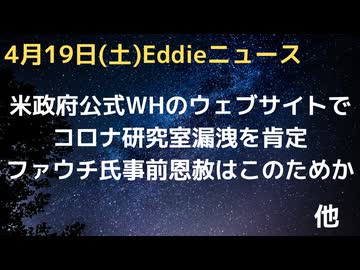 4月19日(土)Eddieニュース
米政府公式WHのウェブサイトで
コロナ研究室漏洩を肯定
ファウチ氏事前恩赦はこのためか
他